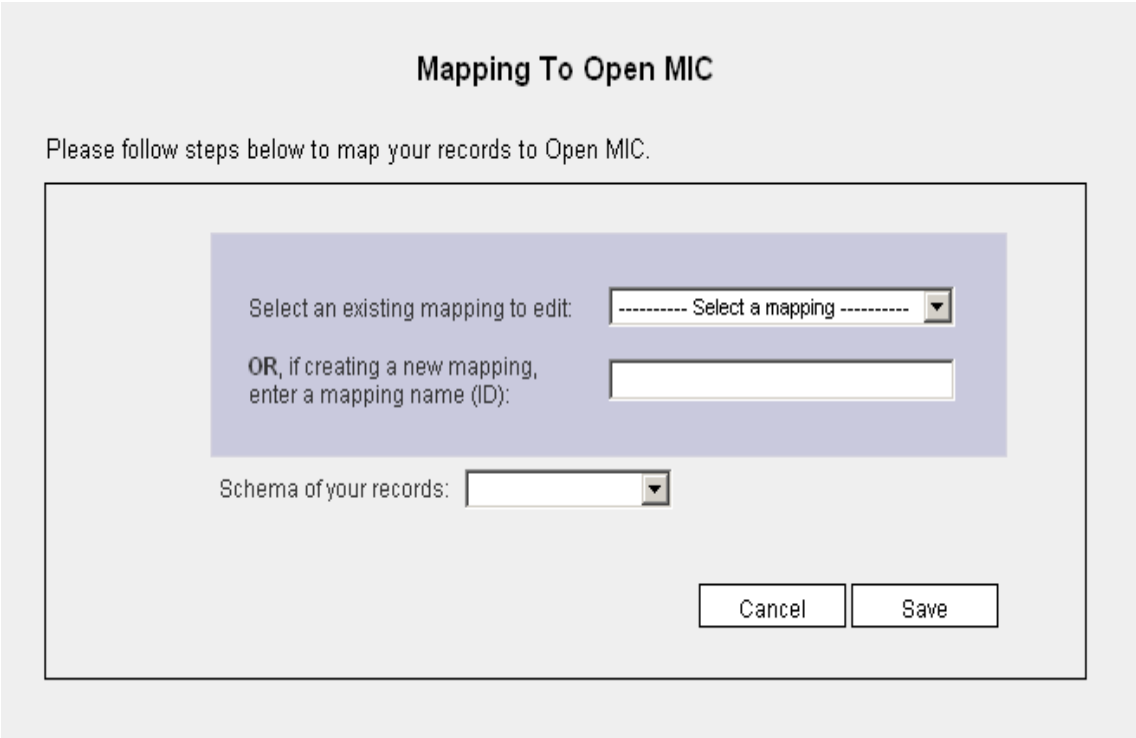 Mapping To Open MIC
Please follow steps below to map your records to Open MIC.
Select an existing mapping to edit:
---------- Select a mapping ----------
OR, if creating a new mapping,
enter a mapping name (ID):
Schema of your records:
Cancel
Save